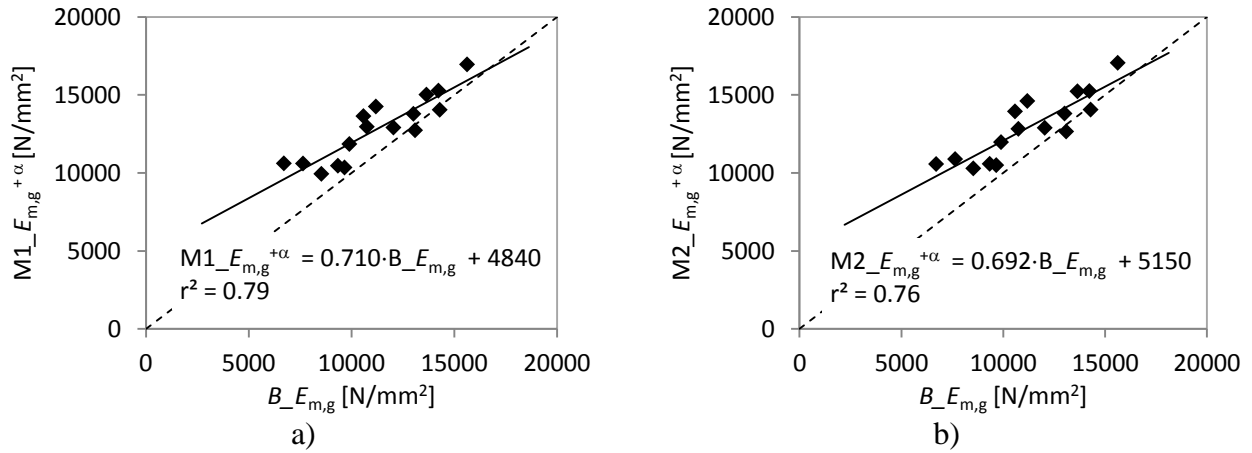 20000
15000
10000
5000
0
M1_E_m,g^+α [N/mm²]
M1_E_m,g^+α = 0.710·B_E_m,g + 4840
r² = 0.79
0 5000 10000 15000 20000
B_E_m,g [N/mm²]
a)
20000
15000
10000
5000
0
M2_E_m,g^+α [N/mm²]
M2_E_m,g^+α = 0.692·B_E_m,g + 5150
r² = 0.76
0 5000 10000 15000 20000
B_E_m,g [N/mm²]
b)